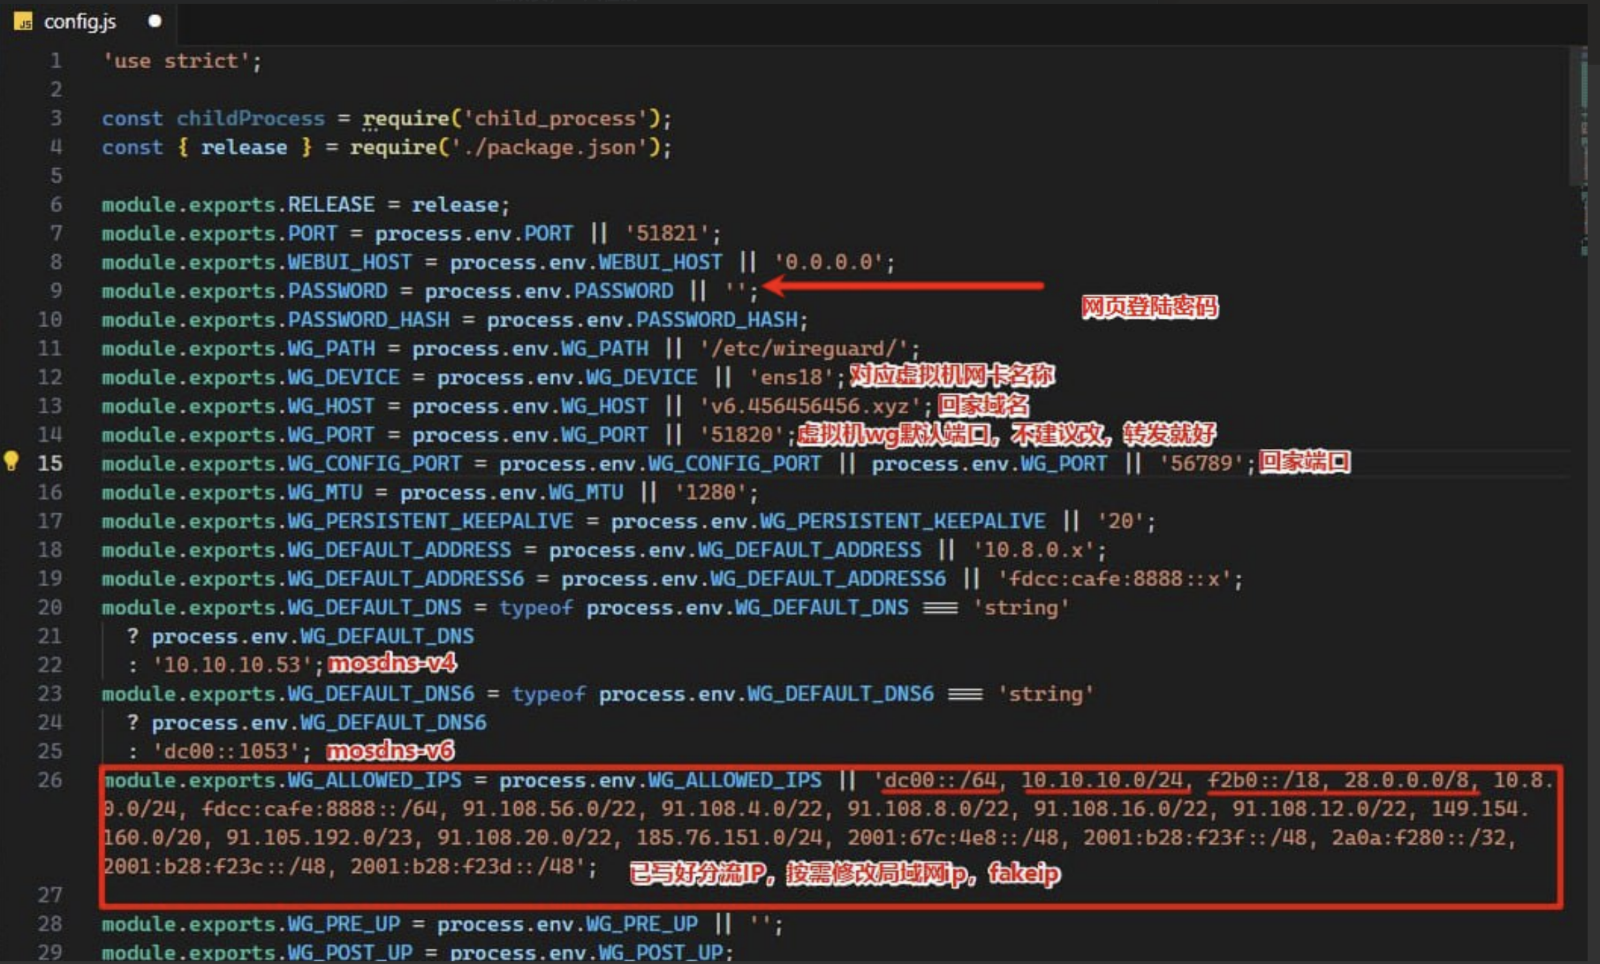 JS config.js ●
1 'use strict';
2
3 const childProcess = require('child_process');
4 const { release } = require('./package.json');
5
6 module.exports.RELEASE = release;
7 module.exports.PORT = process.env.PORT || '51821';
8 module.exports.WEBUI_HOST = process.env.WEBUI_HOST || '0.0.0.0';
9 module.exports.PASSWORD = process.env.PASSWORD || '';
网页登陆密码
10 module.exports.PASSWORD_HASH = process.env.PASSWORD_HASH;
11 module.exports.WG_PATH = process.env.WG_PATH || '/etc/wireguard/';
12 module.exports.WG_DEVICE = process.env.WG_DEVICE || 'ens18'; 对应虚拟机网卡名称
13 module.exports.WG_HOST = process.env.WG_HOST || 'v6.456456456.xyz'; 回家域名
14 module.exports.WG_PORT = process.env.WG_PORT || '51820'; 虚拟机wg默认端口，不建议改，转发就好
15 module.exports.WG_CONFIG_PORT = process.env.WG_CONFIG_PORT || process.env.WG_PORT || '56789'; 回家端口
16 module.exports.WG_MTU = process.env.WG_MTU || '1280';
17 module.exports.WG_PERSISTENT_KEEPALIVE = process.env.WG_PERSISTENT_KEEPALIVE || '20';
18 module.exports.WG_DEFAULT_ADDRESS = process.env.WG_DEFAULT_ADDRESS || '10.8.0.x';
19 module.exports.WG_DEFAULT_ADDRESS6 = process.env.WG_DEFAULT_ADDRESS6 || 'fdcc:cafe:8888::x';
20 module.exports.WG_DEFAULT_DNS = typeof process.env.WG_DEFAULT_DNS === 'string'
21 ? process.env.WG_DEFAULT_DNS
22 : '10.10.10.53'; mosdns-v4
23 module.exports.WG_DEFAULT_DNS6 = typeof process.env.WG_DEFAULT_DNS6 === 'string'
24 ? process.env.WG_DEFAULT_DNS6
25 : 'dc00::1053'; mosdns-v6
26 module.exports.WG_ALLOWED_IPS = process.env.WG_ALLOWED_IPS || 'dc00::/64, 10.10.10.0/24, f2b0::/18, 28.0.0.0/8, 10.8.
0.0/24, fdcc:cafe:8888::/64, 91.108.56.0/22, 91.108.4.0/22, 91.108.8.0/22, 91.108.16.0/22, 91.108.12.0/22, 149.154.
160.0/20, 91.105.192.0/23, 91.108.20.0/22, 185.76.151.0/24, 2001:67c:4e8::/48, 2001:b28:f23f::/48, 2a0a:f280::/32,
2001:b28:f23c::/48, 2001:b28:f23d::/48'; 已写好分流IP，按需修改局域网ip，fakeip
27
28 module.exports.WG_PRE_UP = process.env.WG_PRE_UP || '';
29 module.exports.WG_POST_UP = process.env.WG_POST_UP: